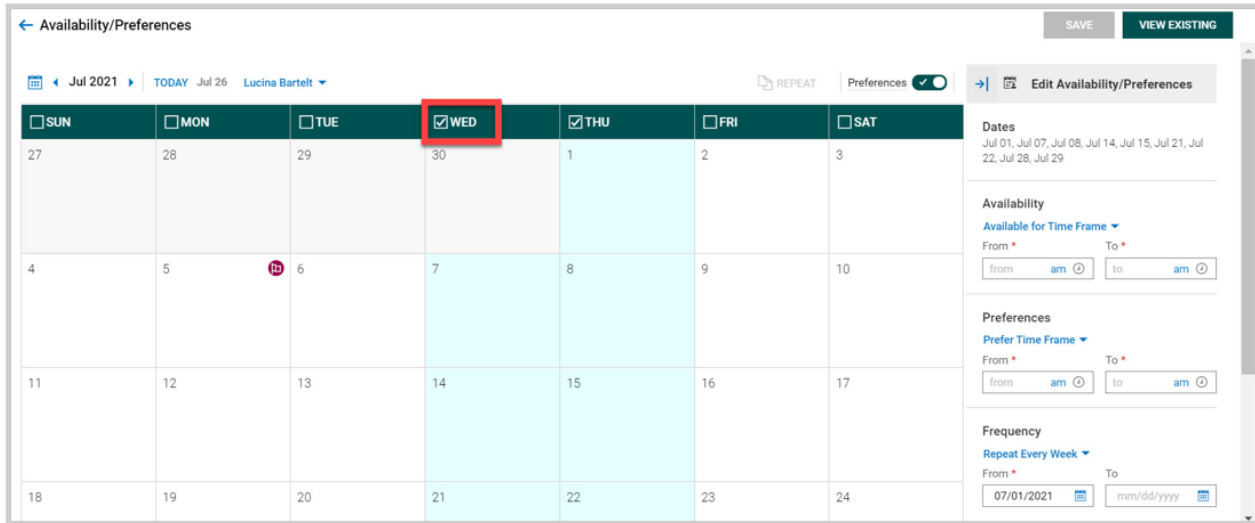 ← Availability/Preferences SAVE VIEW EXISTING
Jul 2021 TODAY Jul 26 Lucina Bartelt REPEAT Preferences
SUN MON TUE WED THU FRI SAT
27 28 29 30 1 2 3
4 5 6 7 8 9 10
11 12 13 14 15 16 17
18 19 20 21 22 23 24
Edit Availability/Preferences
Dates
Jul 01, Jul 07, Jul 08, Jul 14, Jul 15, Jul 21, Jul
22, Jul 28, Jul 29
Availability
Available for Time Frame
From * To *
from am to am
Preferences
Prefer Time Frame
From * To *
from am to am
Frequency
Repeat Every Week
From * To
07/01/2021 mm/dd/yyyy